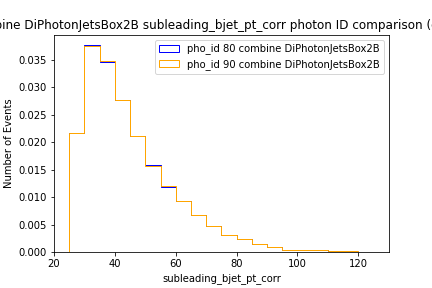 DiPhotonJetsBox2B subleading_bjet_pt_corr photon ID comparison
pho_id 80 combine DiPhotonJetsBox2B
pho_id 90 combine DiPhotonJetsBox2B
Number of Events
0.035
0.030
0.025
0.020
0.015
0.010
0.005
0.000
20 40 60 80 100 120
subleading_bjet_pt_corr